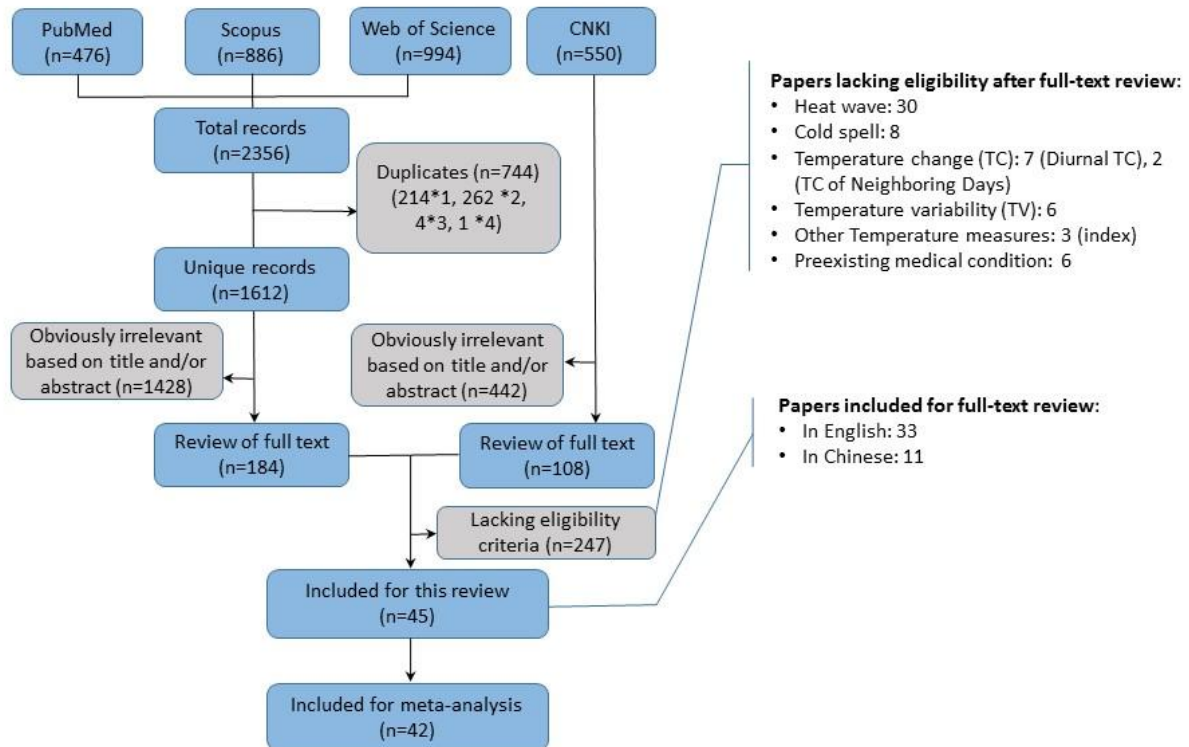 PubMed
(n=476)
Scopus
(n=886)
Web of Science
(n=994)
CNKI
(n=550)
Total records
(n=2356)
Duplicates (n=744)
(214*1, 262 *2,
4*3, 1 *4)
Unique records
(n=1612)
Obviously irrelevant
based on title and/or
abstract (n=1428)
Obviously irrelevant
based on title and/or
abstract (n=442)
Review of full text
(n=184)
Review of full text
(n=108)
Lacking eligibility
criteria (n=247)
Included for this review
(n=45)
Included for meta-analysis
(n=42)
Papers lacking eligibility after full-text review:
• Heat wave: 30
• Cold spell: 8
• Temperature change (TC): 7 (Diurnal TC), 2
(TC of Neighboring Days)
• Temperature variability (TV): 6
• Other Temperature measures: 3 (index)
• Preexisting medical condition: 6
Papers included for full-text review:
• In English: 33
• In Chinese: 11